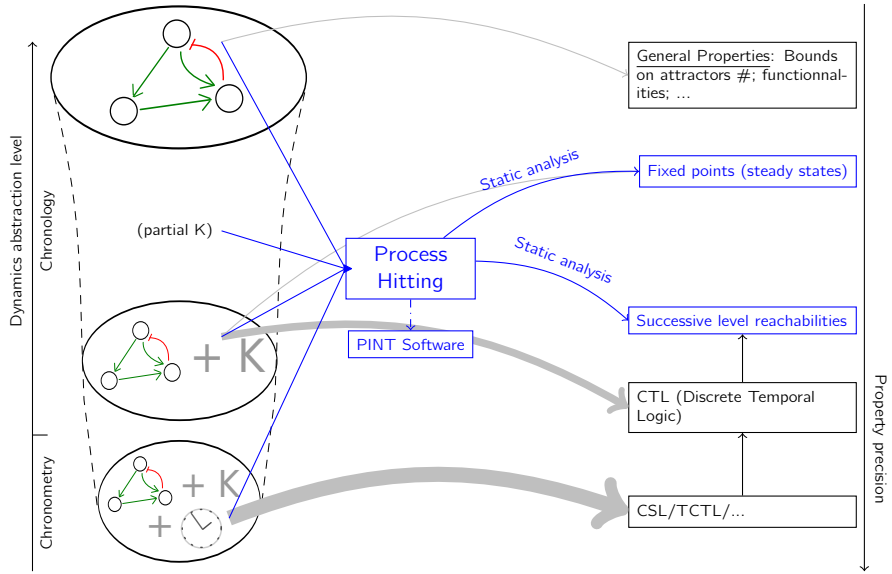 General Properties: Bounds
on attractors #; functionnal-
ities; ...
Static analysis
Fixed points (steady states)
Dynamics abstraction level
Chronology
(partial K)
Process
Hitting
Static analysis
Successive level reachabilities
PINT Software
+ K
CTL (Discrete Temporal
Logic)
Property precision
Chronometry
+ K
+
CSL/TCTL/...